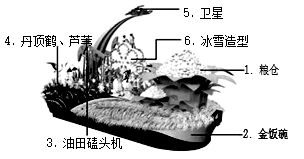 5. 卫星
4. 丹顶鹤、芦苇
6. 冰雪造型
1. 粮仓
2. 金饭碗
3. 油田磕头机